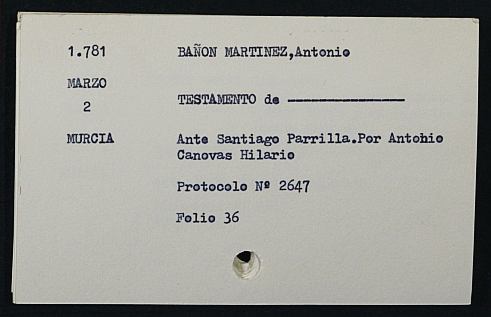 1.781 BAÑON MARTINEZ,Antonio
MARZO
2 TESTAMENTO de ----------------
MURCIA Ante Santiago Parrilla.Por Antonio
Canovas Hilario
Protocolo Nº 2647
Folio 36